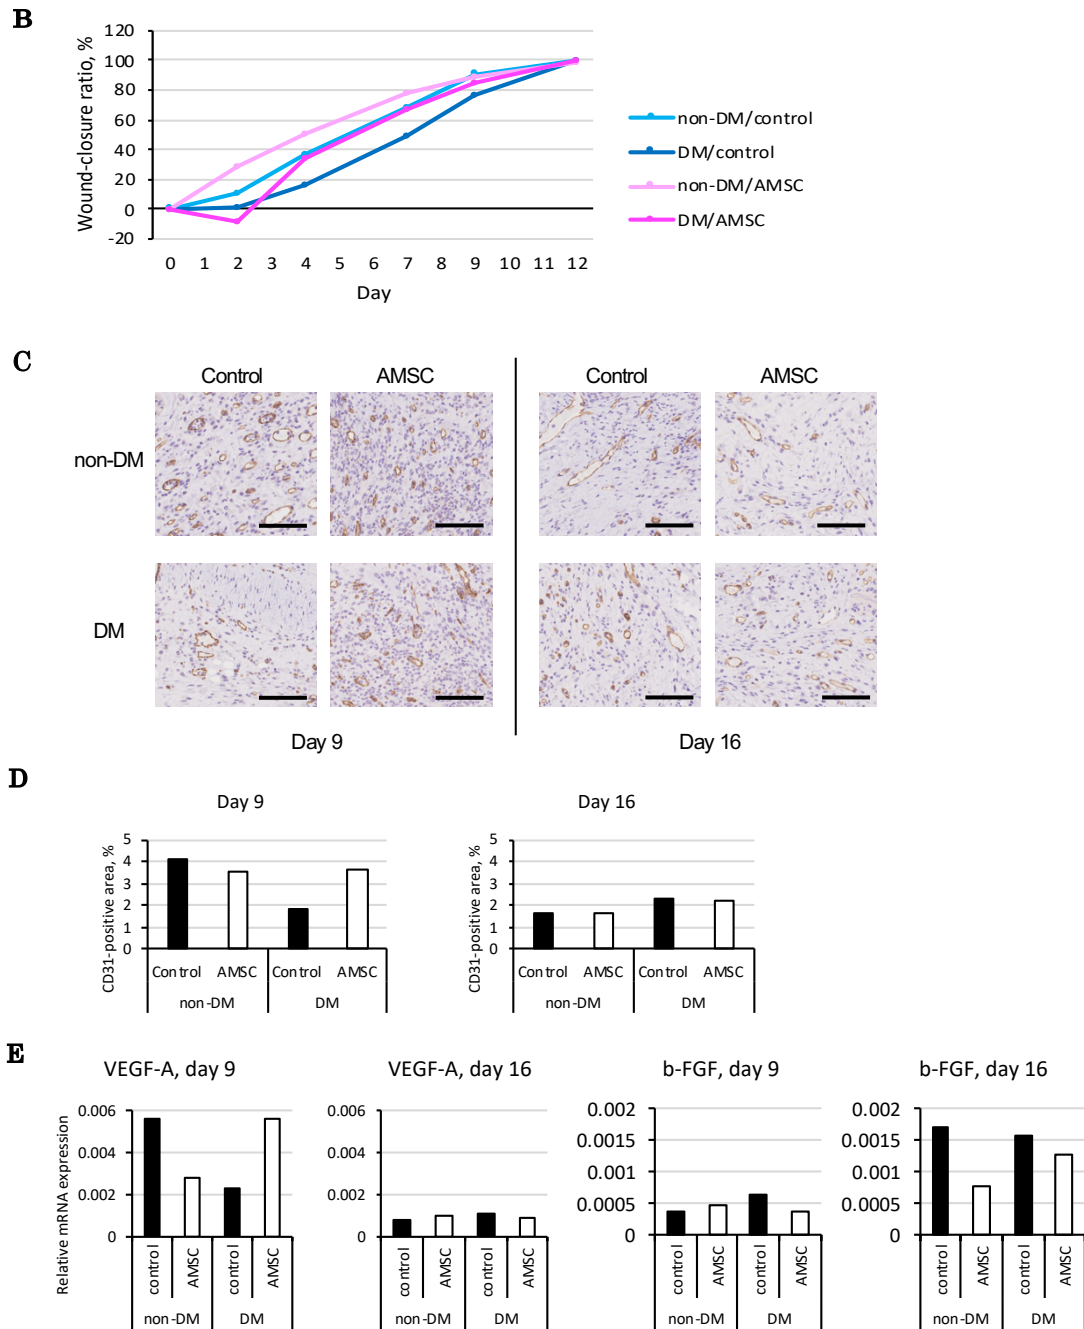 B
Wound-closure ratio, %
120
100
80
60
40
20
0
-20
0 1 2 3 4 5 6 7 8 9 10 11 12
Day
non-DM/control
DM/control
non-DM/AMSC
DM/AMSC
C
Control AMSC Control AMSC
non-DM
DM
Day 9 Day 16
D
Day 9 Day 16
CD31-positive area, %
5
4
3
2
1
0
Control AMSC Control AMSC
non-DM DM
CD31-positive area, %
5
4
3
2
1
0
Control AMSC Control AMSC
non-DM DM
E
VEGF-A, day 9 VEGF-A, day 16 b-FGF, day 9 b-FGF, day 16
Relative mRNA expression
0.006
0.004
0.002
0
control AMSC control AMSC
non-DM DM
0.006
0.004
0.002
0
control AMSC control AMSC
non-DM DM
0.002
0.0015
0.001
0.0005
0
control AMSC control AMSC
non-DM DM
0.002
0.0015
0.001
0.0005
0
control AMSC control AMSC
non-DM DM